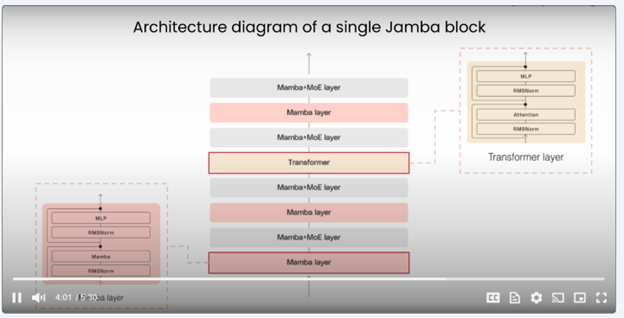 Architecture diagram of a single Jamba block
Mamba+MoE layer
Mamba layer
Mamba+MoE layer
Transformer
Mamba+MoE layer
Mamba layer
Mamba+MoE layer
Mamba layer
MLP
RMSNorm
Attention
RMSNorm
Transformer layer
MLP
RMSNorm
Mamba
RMSNorm
layer
4:01 / 5:30
CC